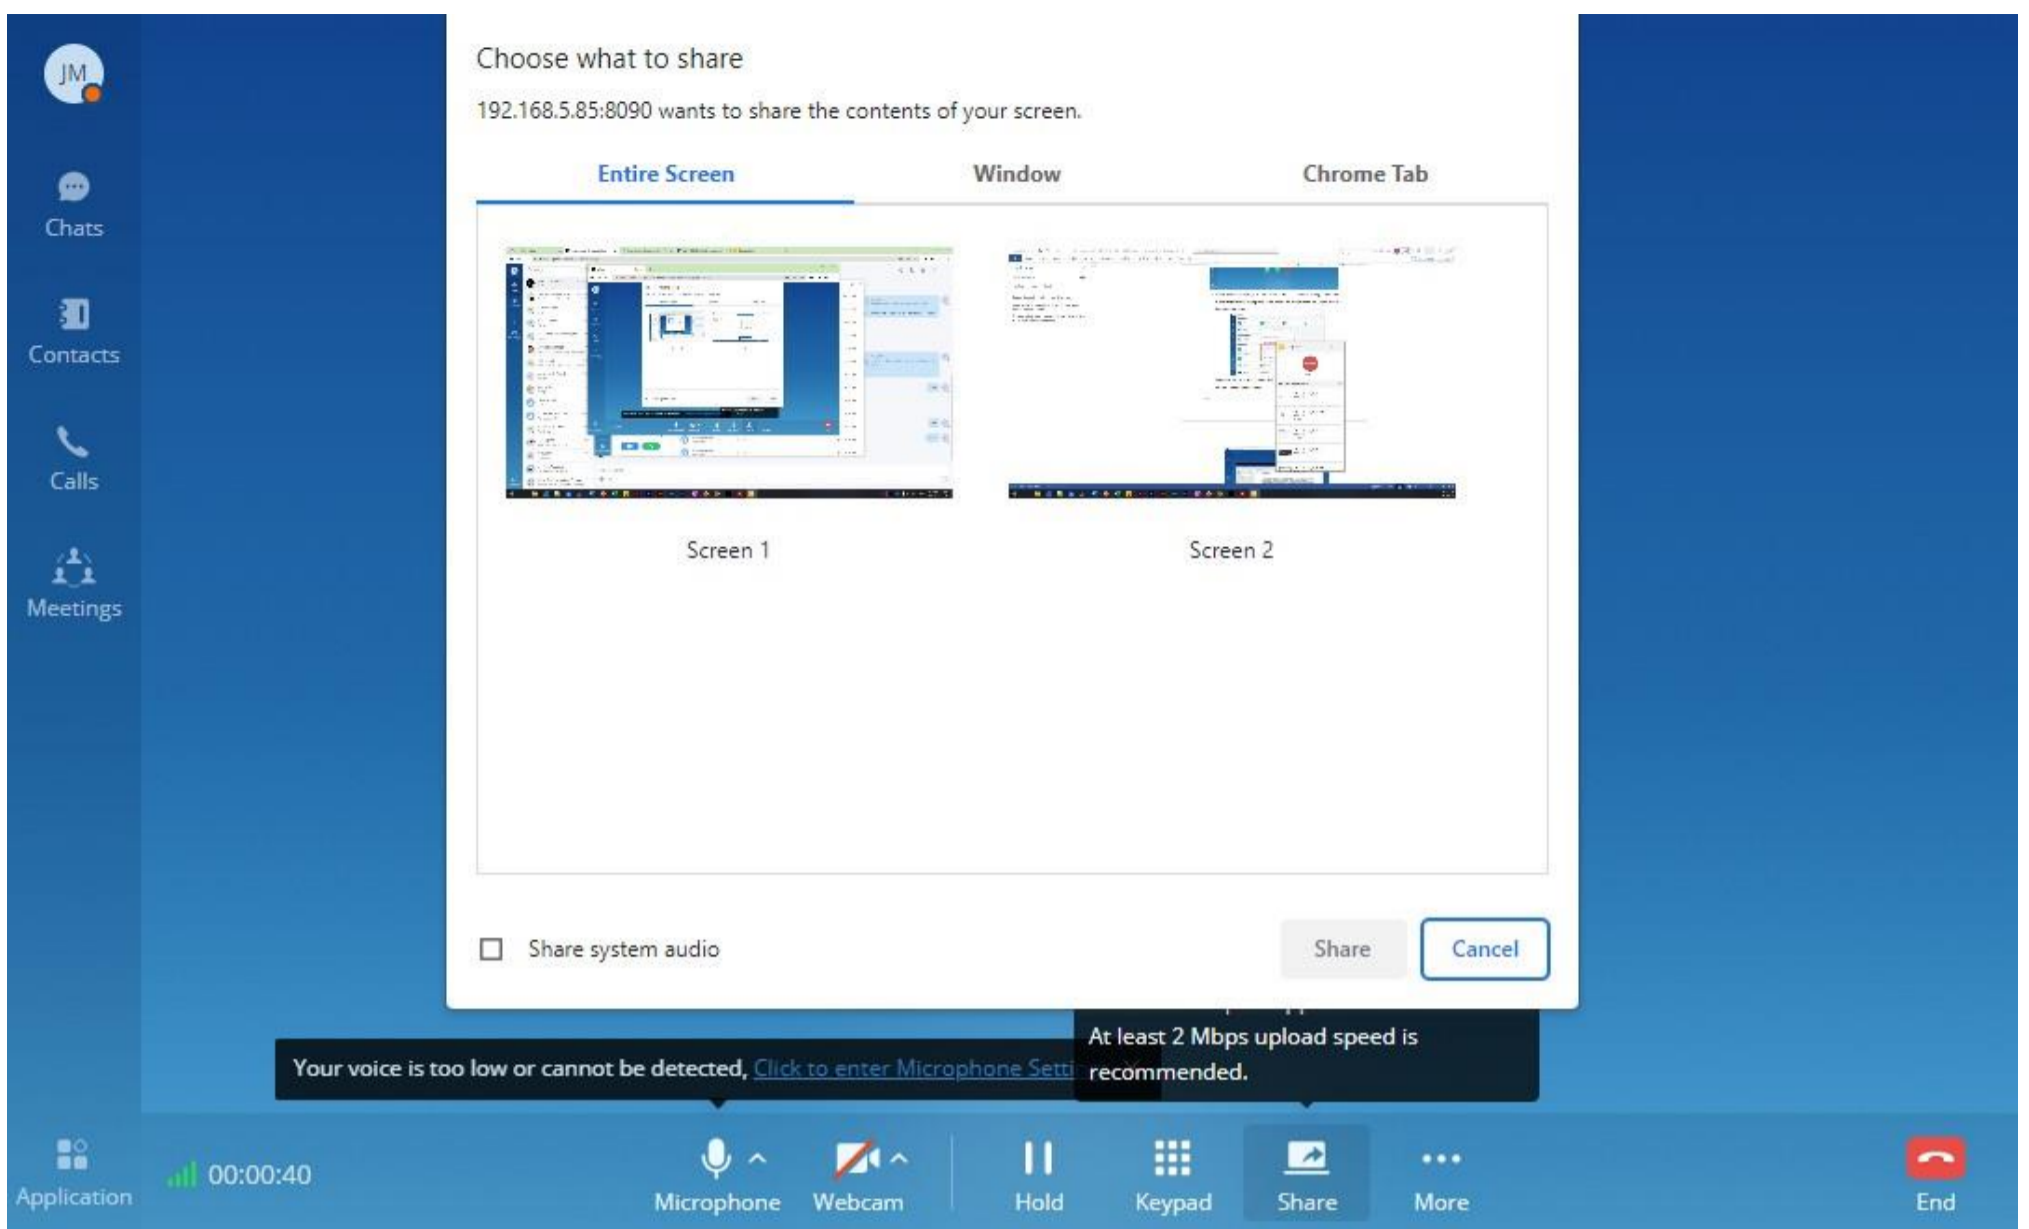 JM
Chats
Contacts
Calls
Meetings
Application
Choose what to share
192.168.5.85:8090 wants to share the contents of your screen.
Entire Screen
Window
Chrome Tab
Screen 1
Screen 2
Share system audio
Share
Cancel
At least 2 Mbps upload speed is
recommended.
Your voice is too low or cannot be detected, Click to enter Microphone Setti
00:00:40
Microphone
Webcam
Hold
Keypad
Share
More
End